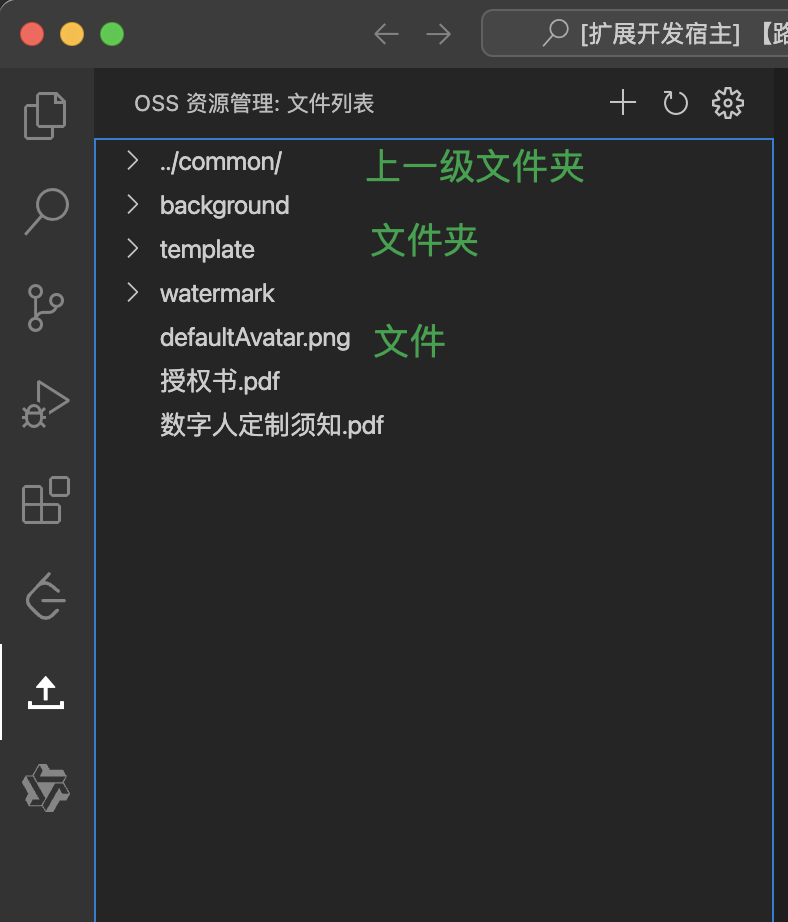 [扩展开发宿主] 【路
OSS 资源管理: 文件列表
../common/ 上一级文件夹
background
template 文件夹
watermark
defaultAvatar.png 文件
授权书.pdf
数字人定制须知.pdf